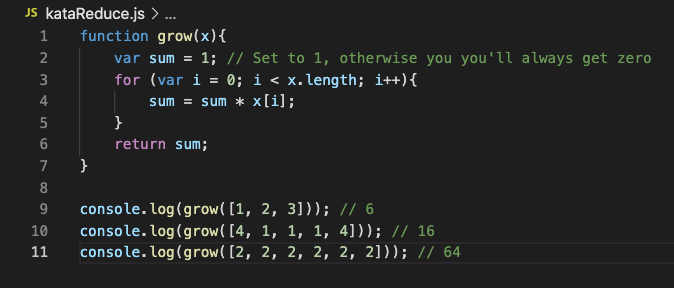 JS kataReduce.js > ...
1 function grow(x){
2 var sum = 1; // Set to 1, otherwise you you'll always get zero
3 for (var i = 0; i < x.length; i++){
4 sum = sum * x[i];
5 }
6 return sum;
7 }
8
9 console.log(grow([1, 2, 3])); // 6
10 console.log(grow([4, 1, 1, 1, 4])); // 16
11 console.log(grow([2, 2, 2, 2, 2, 2])); // 64